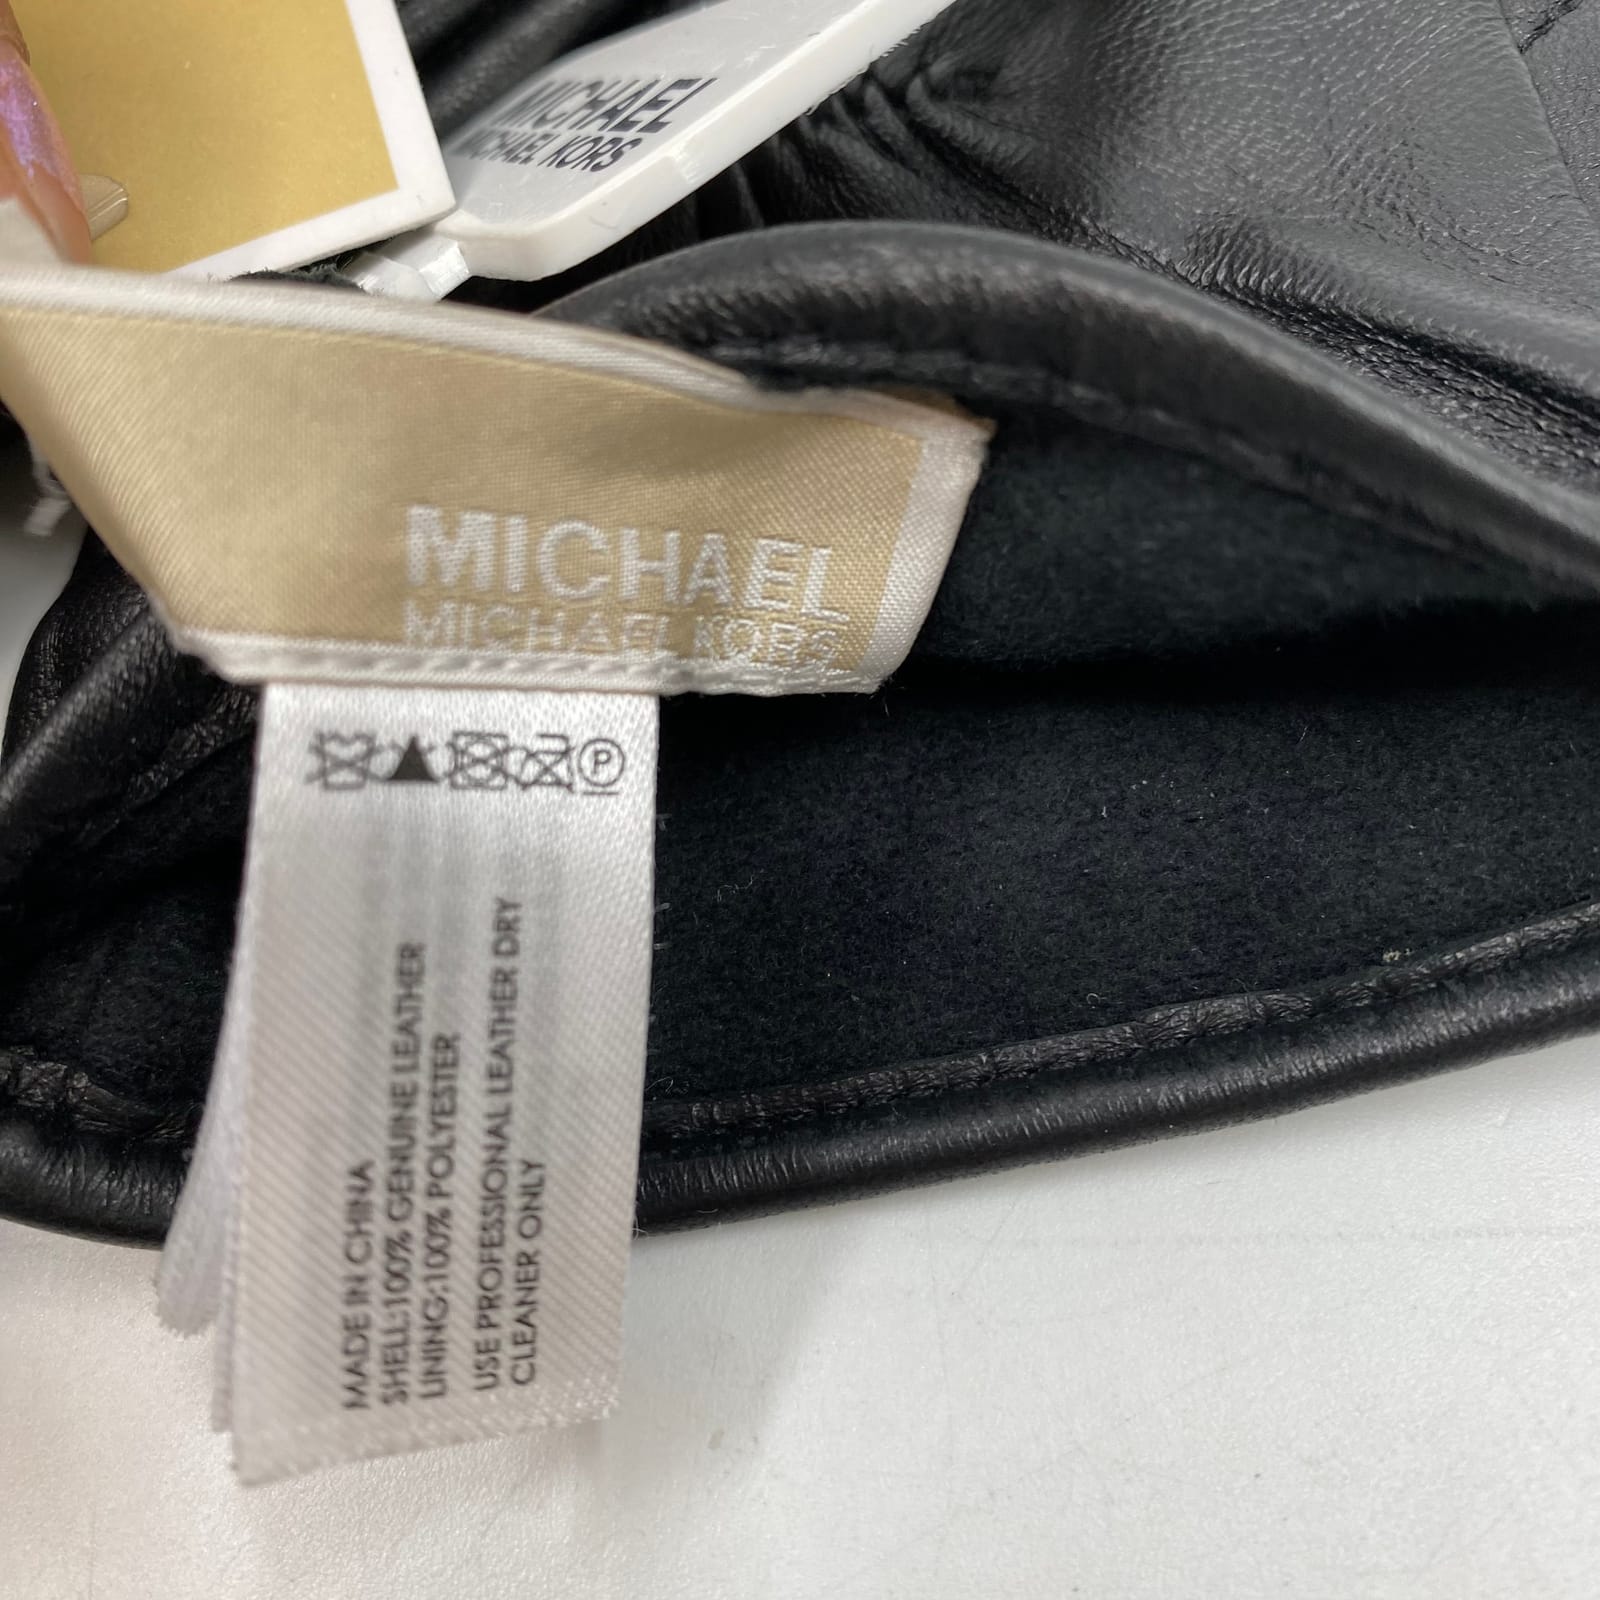 MICHAEL
MICHAEL KORS
MICHAEL
MICHAEL KORS
P
MADE IN CHINA
SHELL:100% GENUINE LEATHER
LINING:100% POLYESTER
USE PROFESSIONAL LEATHER DRY
CLEANER ONLY